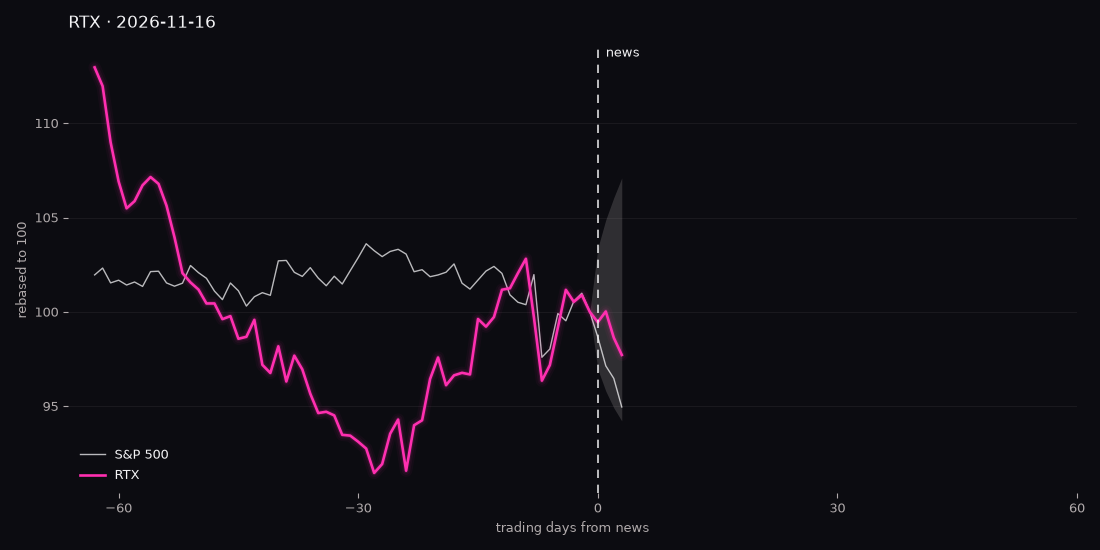 RTX · 2026-11-16
news
110
105
100
95
rebased to 100
S&P 500
RTX
−60
−30
0
30
60
trading days from news